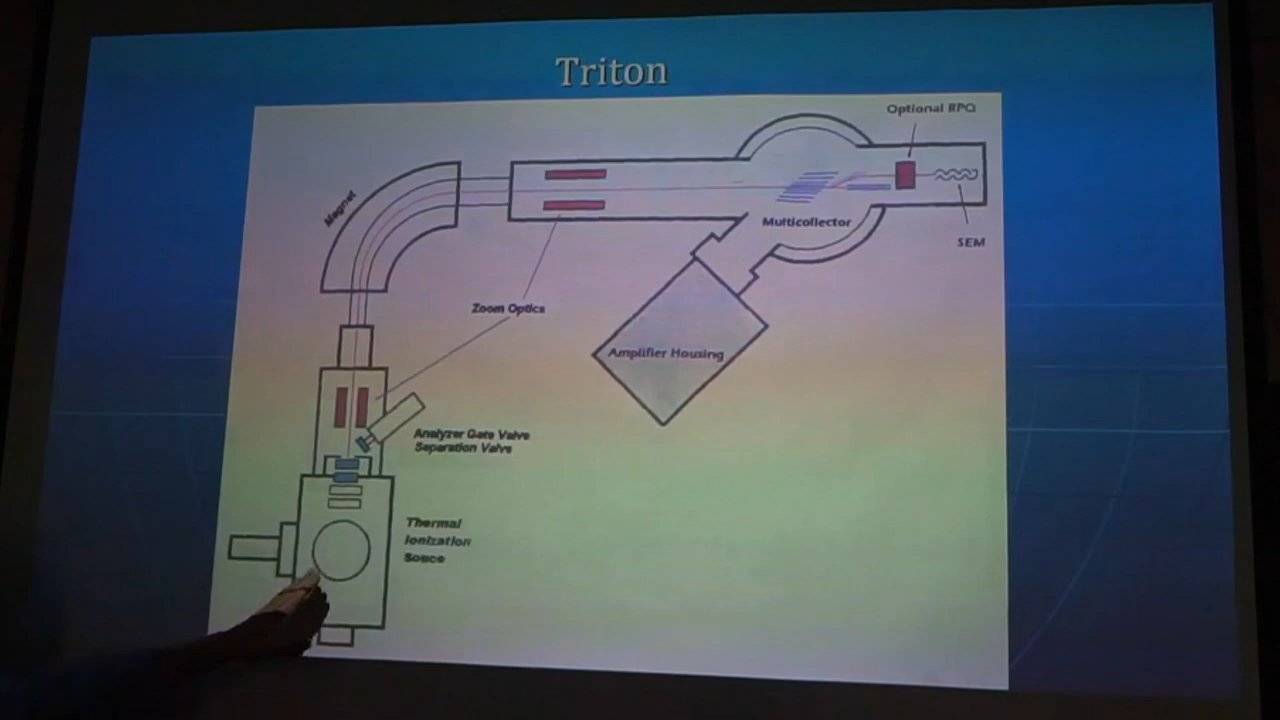 Triton
Optional RPQ
Magnet
Multicollector
SEM
Zoom Optics
Amplifier Housing
Analyzer Gate Valve
Separation Valve
Thermal
Ionization
Souce